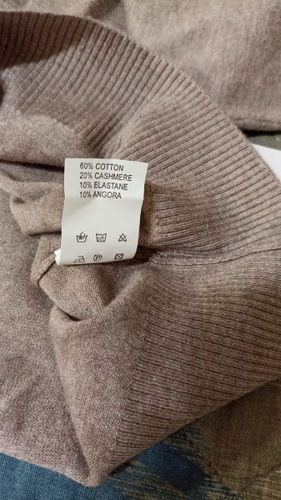 60% COTTON
20% CASHMERE
10% ELASTANE
10% ANGORA